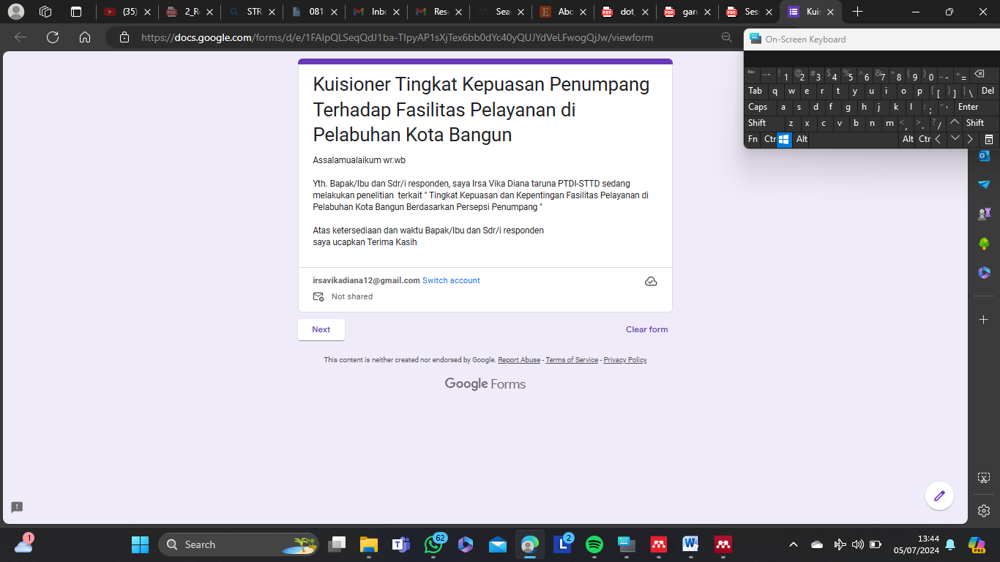 (35)
2_R
STR
081
Inb
Res
Sea
Abc
dot_
gar
Ses
Kuis
https://docs.google.com/forms/d/e/1FAIpQLSeqQdJ1ba-TIpyAP1sXjTex6bb0dYc40yQUJYdVeLFwogQjJw/viewform
On-Screen Keyboard
esc ~ ` ! 1 @ 2 # 3 $ 4 % 5 ^ 6 & 7 * 8 ( 9 ) 0 _ - + =
Tab q w e r t y u i o p { [ } ] | \ Del
Caps a s d f g h j k l : ; " ' Enter
Shift z x c v b n m < , > . ? / Shift
Fn Ctr Alt Alt Ctr
Kuisioner Tingkat Kepuasan Penumpang
Terhadap Fasilitas Pelayanan di
Pelabuhan Kota Bangun
Assalamualaikum wr.wb
Yth. Bapak/Ibu dan Sdr/i responden, saya Irsa Vika Diana taruna PTDI-STTD sedang
melakukan penelitian terkait " Tingkat Kepuasan dan Kepentingan Fasilitas Pelayanan di
Pelabuhan Kota Bangun Berdasarkan Persepsi Penumpang "
Atas ketersediaan dan waktu Bapak/Ibu dan Sdr/i responden
saya ucapkan Terima Kasih
irsavikadiana12@gmail.com Switch account
Not shared
Next
Clear form
This content is neither created nor endorsed by Google. Report Abuse - Terms of Service - Privacy Policy
Google Forms
1
Search
62
2
13:44
05/07/2024
PRE